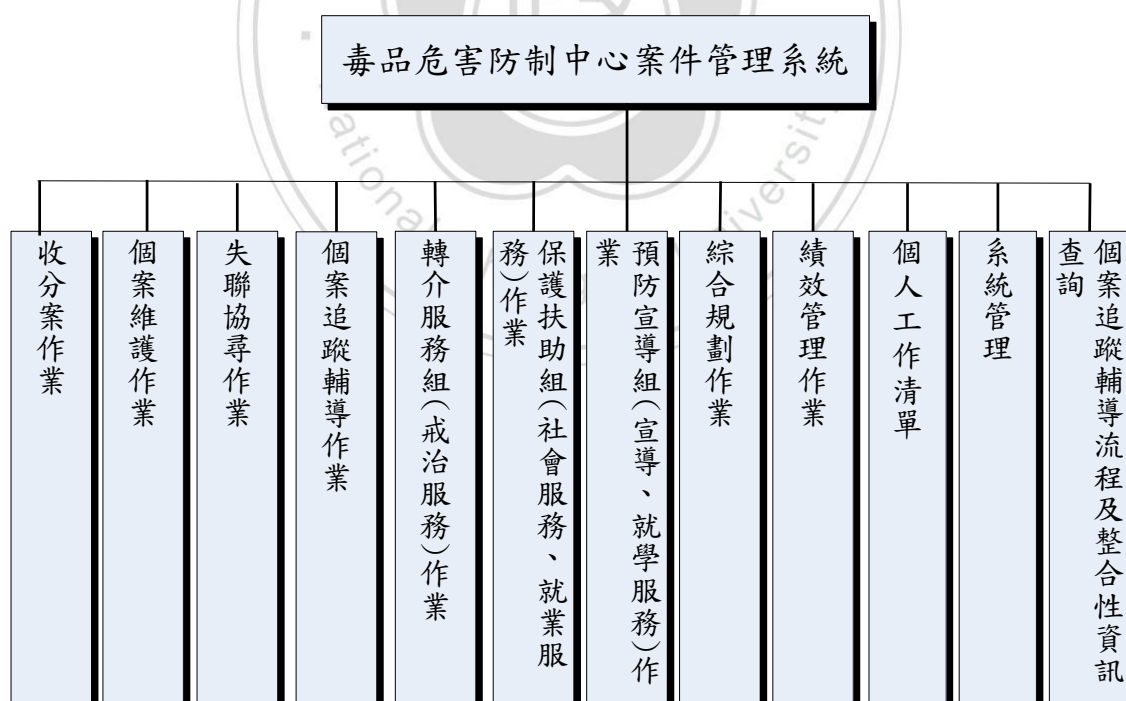 毒品危害防制中心案件管理系統
收分案作業
個案維護作業
失聯協尋作業
個案追蹤輔導作業
轉介服務組(戒治服務)作業
保護扶助組(社會服務、就業服
務)作業
預防宣導組(宣導、就學服務)作
業
綜合規劃作業
績效管理作業
個人工作清單
系統管理
個案追蹤輔導流程及整合性資訊
查詢